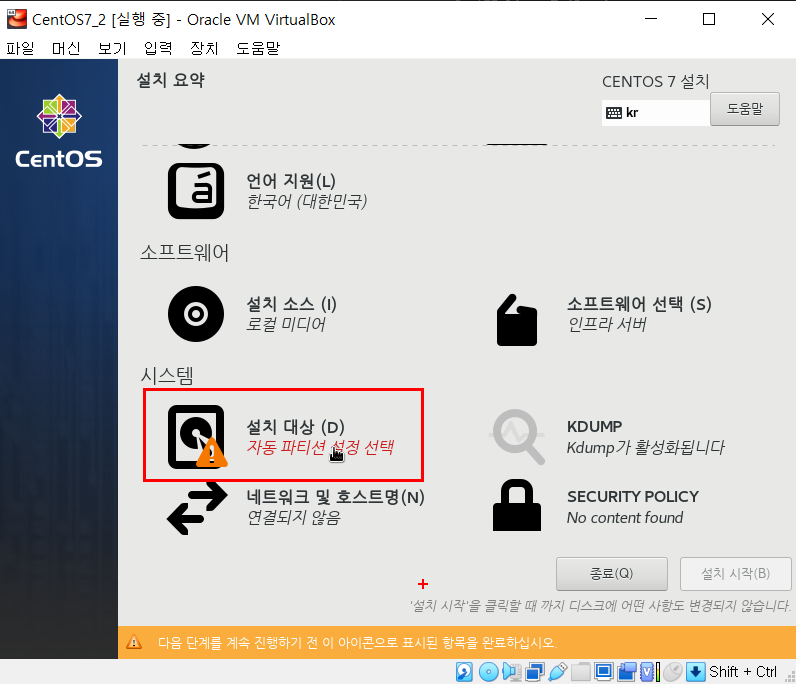 CentOS7_2 [실행 중] - Oracle VM VirtualBox
파일 머신 보기 입력 장치 도움말
설치 요약
CENTOS 7 설치
kr
도움말
CentOS
언어 지원(L)
한국어 (대한민국)
소프트웨어
설치 소스 (I)
로컬 미디어
소프트웨어 선택 (S)
인프라 서버
시스템
설치 대상 (D)
자동 파티션 설정 선택
KDUMP
Kdump가 활성화됩니다
네트워크 및 호스트명(N)
연결되지 않음
SECURITY POLICY
No content found
종료(Q)
설치 시작(B)
'설치 시작'을 클릭할 때 까지 디스크에 어떤 사항도 변경되지 않습니다.
다음 단계를 계속 진행하기 전 이 아이콘으로 표시된 항목을 완료하십시오.
Shift + Ctrl